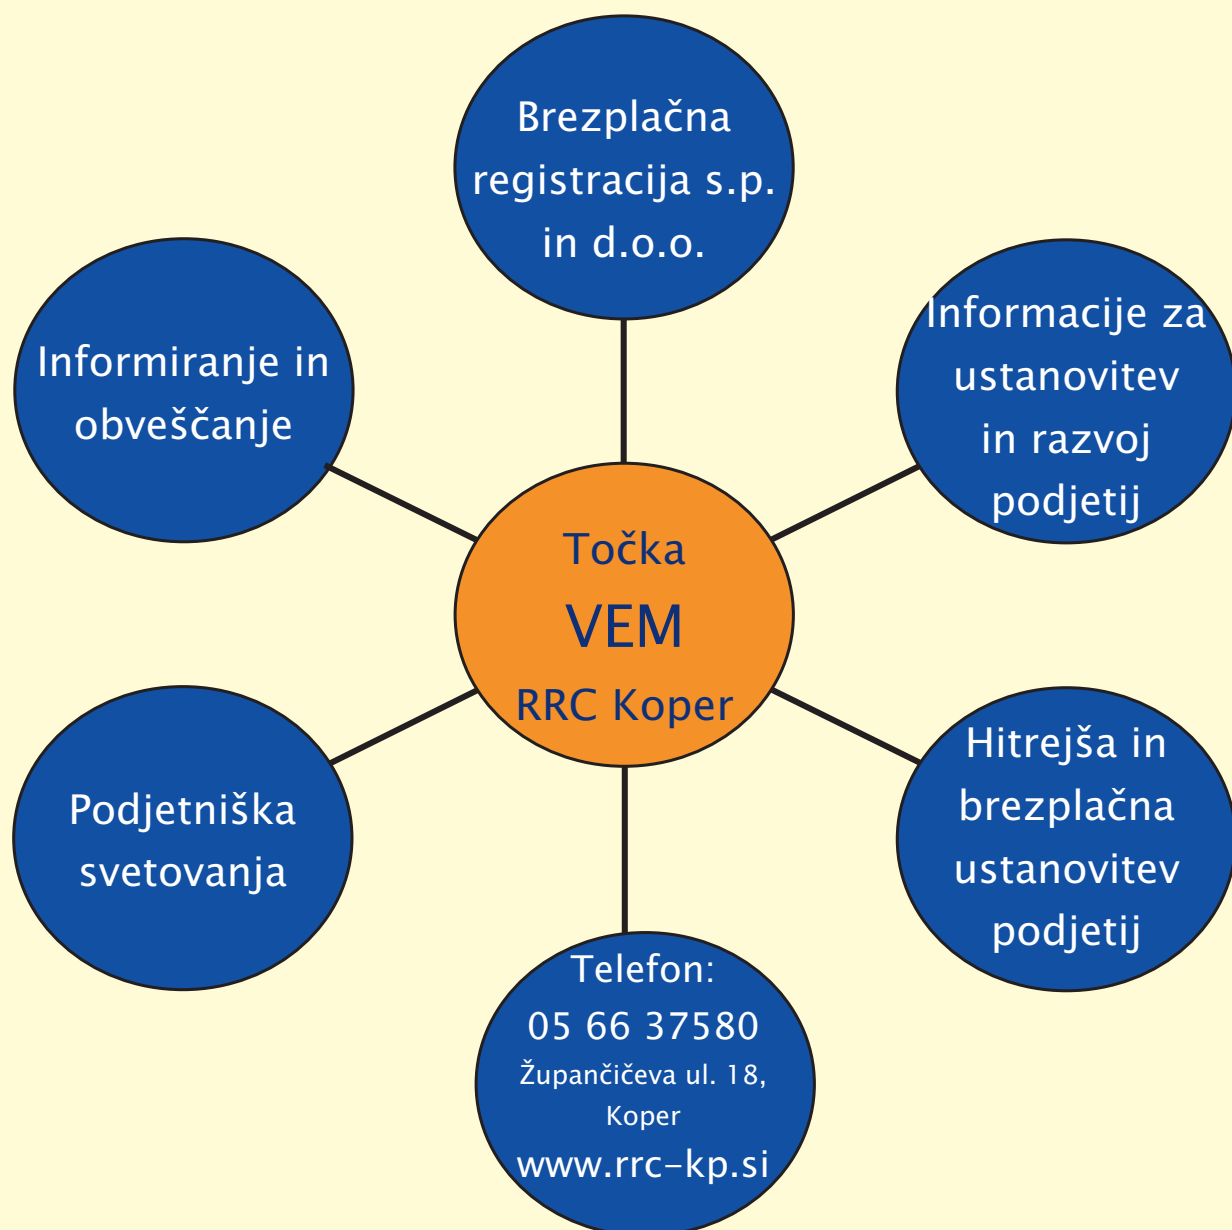 Brezplačna
registracija s.p.
in d.o.o.
Informiranje in
obveščanje
Informacije za
ustanovitev
in razvoj
podjetij
Točka
VEM
RRC Koper
Podjetniška
svetovanja
Hitrejša in
brezplačna
ustanovitev
podjetij
Telefon:
05 66 37580
Župančičeva ul. 18,
Koper
www.rrc-kp.si